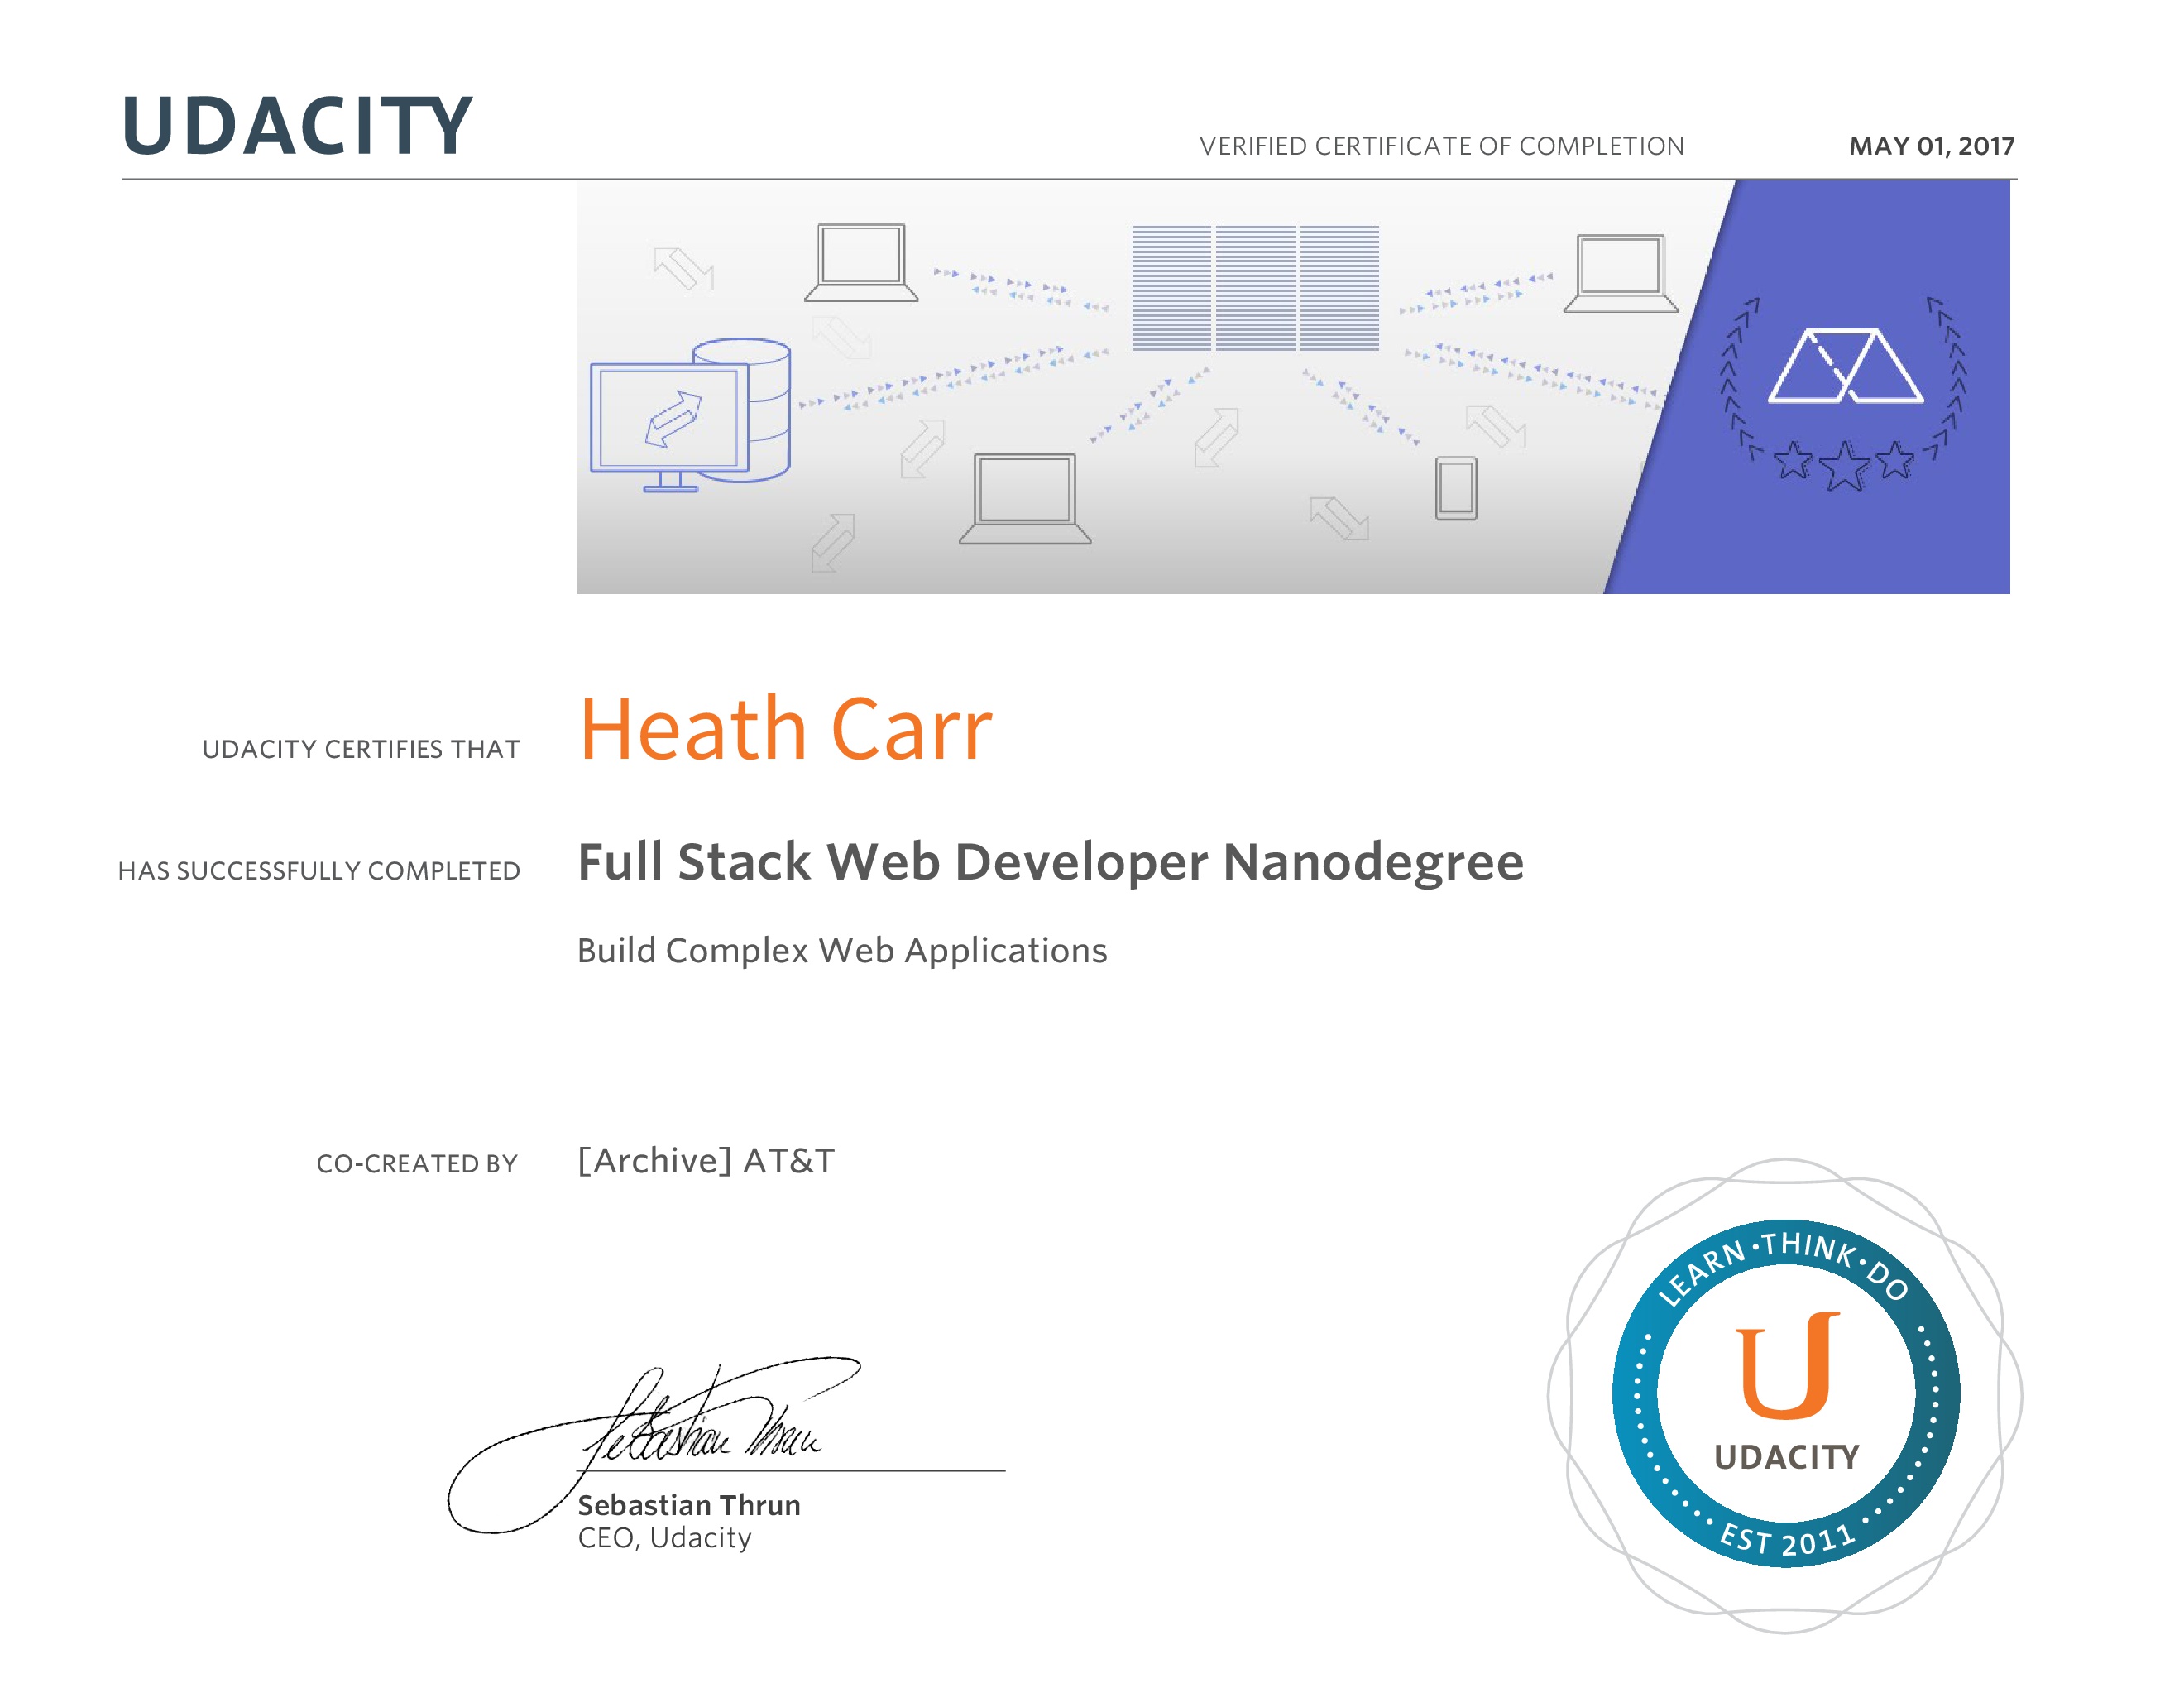 UDACITY
VERIFIED CERTIFICATE OF COMPLETION
MAY 01, 2017
UDACITY CERTIFIES THAT
Heath Carr
HAS SUCCESSFULLY COMPLETED
Full Stack Web Developer Nanodegree
Build Complex Web Applications
CO-CREATED BY
[Archive] AT&T
Sebastian Thrun
Sebastian Thrun
CEO, Udacity
LEARN · THINK · DO
U
UDACITY
EST 2011